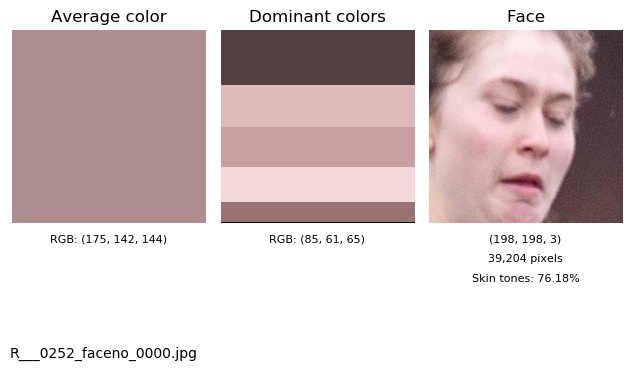 Average color
Dominant colors
Face
RGB: (175, 142, 144)
RGB: (85, 61, 65)
(198, 198, 3)
39,204 pixels
Skin tones: 76.18%
R___0252_faceno_0000.jpg